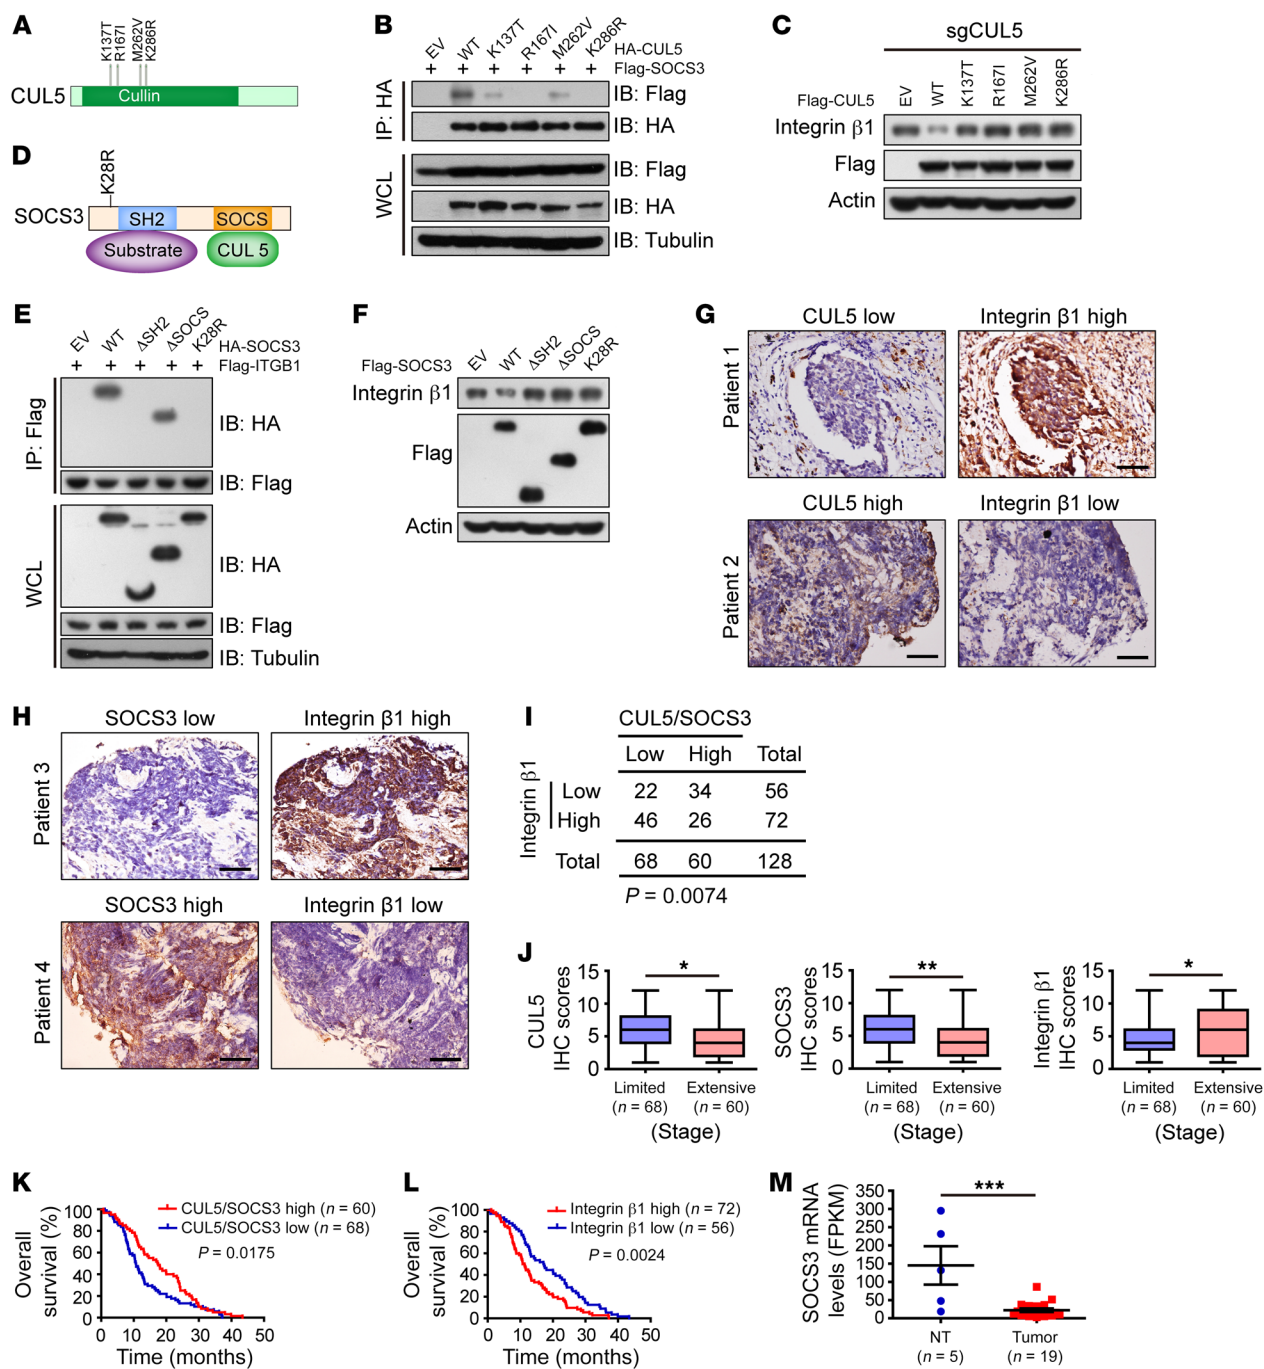 A
K137T
R167I
M262V
K286R
CUL5
Cullin
B
EV
WT
K137T
R167I
M262V
K286R
HA-CUL5
+ + + + + + Flag-SOCS3
IP: HA
IB: Flag
IB: HA
WCL
IB: Flag
IB: HA
IB: Tubulin
C
sgCUL5
Flag-CUL5
EV
WT
K137T
R167I
M262V
K286R
Integrin β1
Flag
Actin
D
K28R
SOCS3
SH2
SOCS
Substrate
CUL 5
E
EV
WT
ΔSH2
ΔSOCS
K28R
HA-SOCS3
+ + + + + Flag-ITGB1
IP: Flag
IB: HA
IB: Flag
WCL
IB: HA
IB: Flag
IB: Tubulin
F
Flag-SOCS3
EV
WT
ΔSH2
ΔSOCS
K28R
Integrin β1
Flag
Actin
G
CUL5 low
Integrin β1 high
Patient 1
CUL5 high
Integrin β1 low
Patient 2
H
SOCS3 low
Integrin β1 high
Patient 3
SOCS3 high
Integrin β1 low
Patient 4
I
CUL5/SOCS3
Low High Total
Integrin β1
Low 22 34 56
High 46 26 72
Total 68 60 128
P = 0.0074
J
CUL5
IHC scores
15
10
5
0
*
Limited
(n = 68)
Extensive
(n = 60)
(Stage)
SOCS3
IHC scores
15
10
5
0
**
Limited
(n = 68)
Extensive
(n = 60)
(Stage)
Integrin β1
IHC scores
15
10
5
0
*
Limited
(n = 68)
Extensive
(n = 60)
(Stage)
K
Overall
survival (%)
100
80
60
40
20
0
CUL5/SOCS3 high (n = 60)
CUL5/SOCS3 low (n = 68)
P = 0.0175
0 10 20 30 40 50
Time (months)
L
Overall
survival (%)
100
80
60
40
20
0
Integrin β1 high (n = 72)
Integrin β1 low (n = 56)
P = 0.0024
0 10 20 30 40 50
Time (months)
M
SOCS3 mRNA
levels (FPKM)
350
300
250
200
150
100
50
0
***
NT
(n = 5)
Tumor
(n = 19)